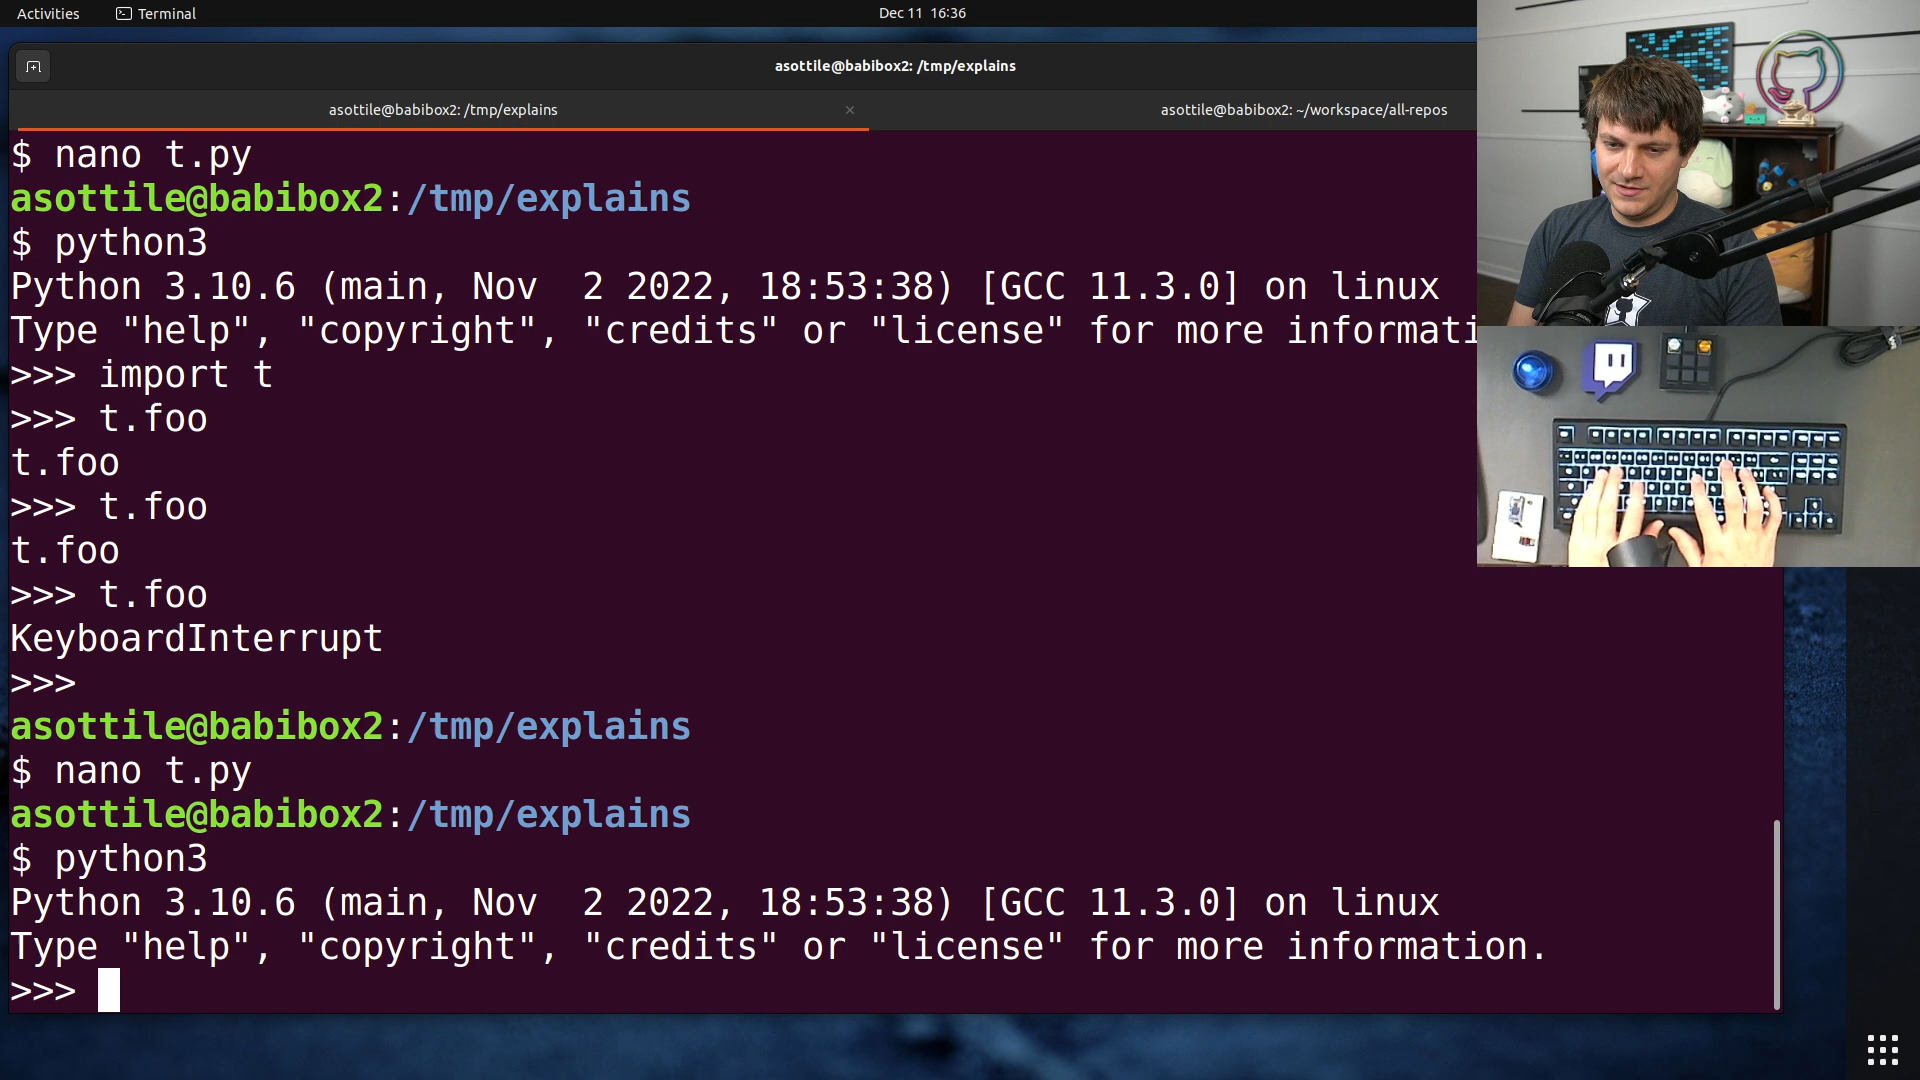 Activities
Terminal
Dec 11 16:36
asottile@babibox2: /tmp/explains
asottile@babibox2: /tmp/explains
×
asottile@babibox2: ~/workspace/all-repos
$ nano t.py
asottile@babibox2:/tmp/explains
$ python3
Python 3.10.6 (main, Nov  2 2022, 18:53:38) [GCC 11.3.0] on linux
Type "help", "copyright", "credits" or "license" for more informati
>>> import t
>>> t.foo
t.foo
>>> t.foo
t.foo
>>> t.foo
KeyboardInterrupt
>>>
asottile@babibox2:/tmp/explains
$ nano t.py
asottile@babibox2:/tmp/explains
$ python3
Python 3.10.6 (main, Nov  2 2022, 18:53:38) [GCC 11.3.0] on linux
Type "help", "copyright", "credits" or "license" for more information.
>>>